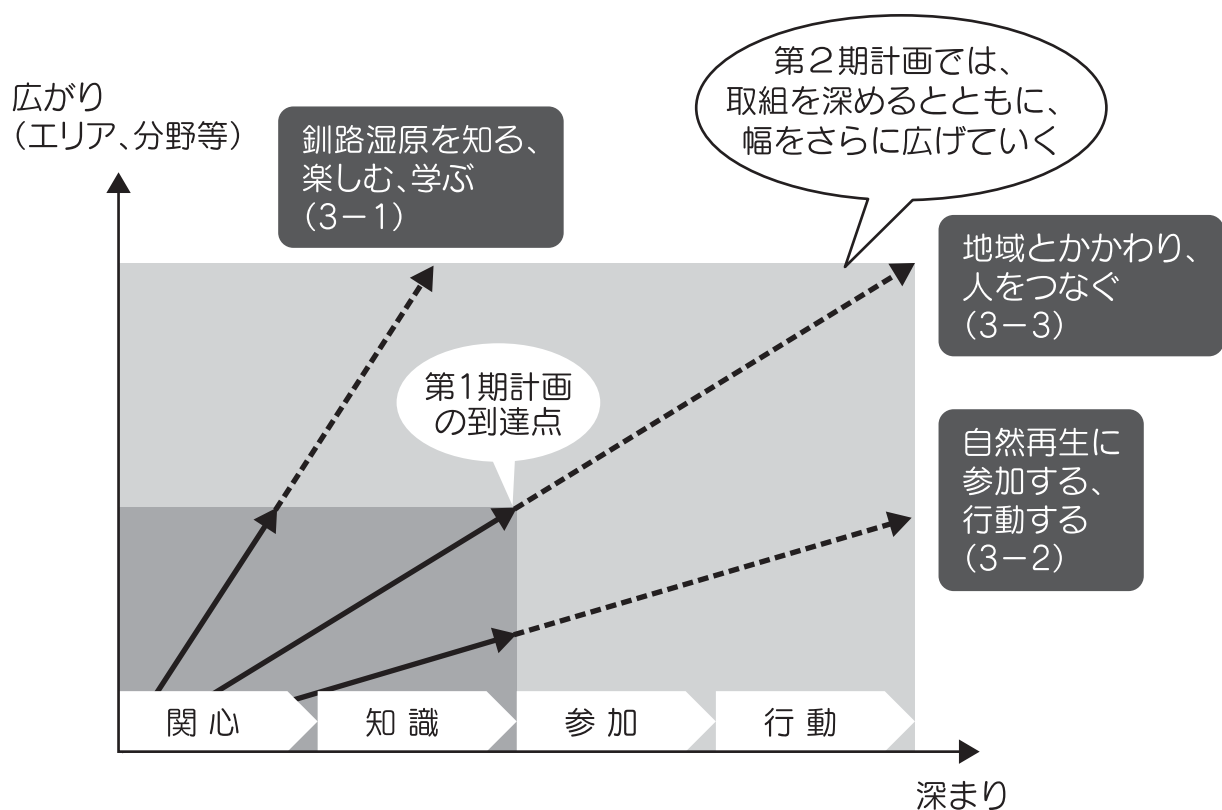 広がり
（エリア、分野等）
釧路湿原を知る、
楽しむ、学ぶ
（3－1）
第２期計画では、
取組を深めるとともに、
幅をさらに広げていく
地域とかかわり、
人をつなぐ
（3－3）
第1期計画
の到達点
自然再生に
参加する、
行動する
（3－2）
関 心
知 識
参 加
行 動
深まり